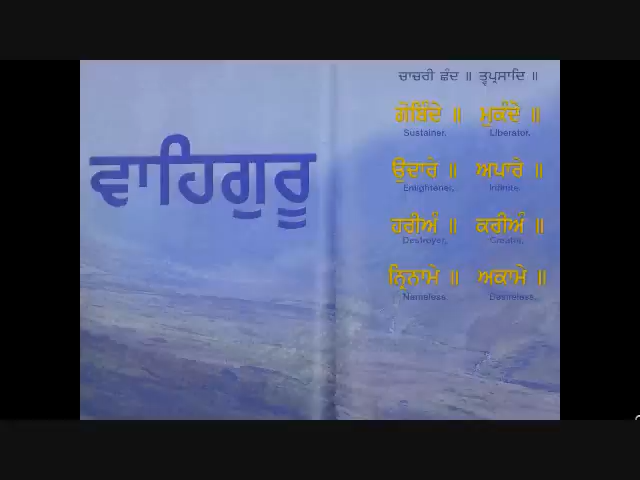 ਵਾਹਿਗੁਰੂ
ਚਾਚਰੀ ਛੰਦ ॥ ਤ੍ਵਪ੍ਰਸਾਦਿ ॥
ਗੋਬਿੰਦੇ ॥ ਮੁਕੰਦੇ ॥
Sustainer, Liberator,
ਉਦਾਰੇ ॥ ਅਪਾਰੇ ॥
Enlightener, Infinite,
ਹਰੀਅੰ ॥ ਕਰੀਅੰ ॥
Destroyer, Creator,
ਨ੍ਰਿਨਾਮੇ ॥ ਅਕਾਮੇ ॥
Nameless, Desireless,